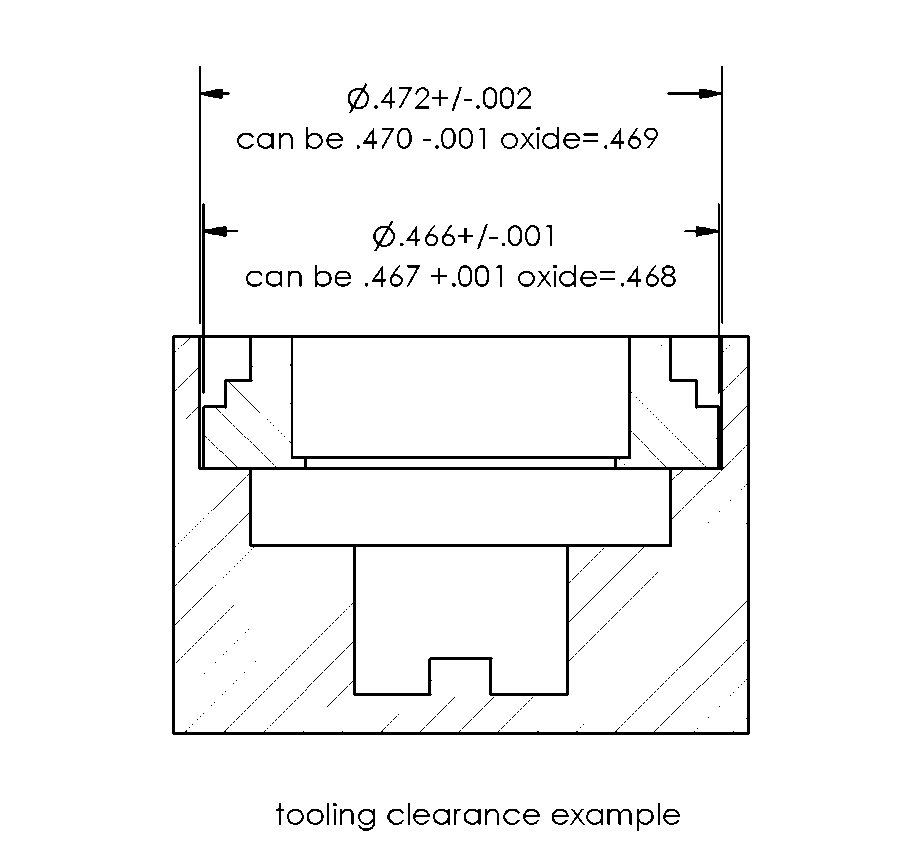 Ø.472+/-.002
can be .470 -.001 oxide=.469
Ø.466+/-.001
can be .467 +.001 oxide=.468
tooling clearance example